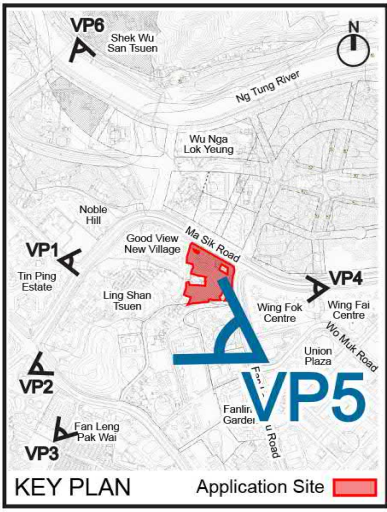 VP6
Shek Wu
San Tsuen
N
Ng Tung River
Wu Nga
Lok Yeung
Noble
Hill
Good View
New Village
Ma Sik Road
VP1
Tin Ping
Estate
Ling Shan
Tsuen
VP4
Wing Fok
Centre
Wing Fai
Centre
Wo Muk Road
Union
Plaza
VP2
VP5
VP3
Fan Leng
Pak Wai
Road
KEY PLAN
Application Site